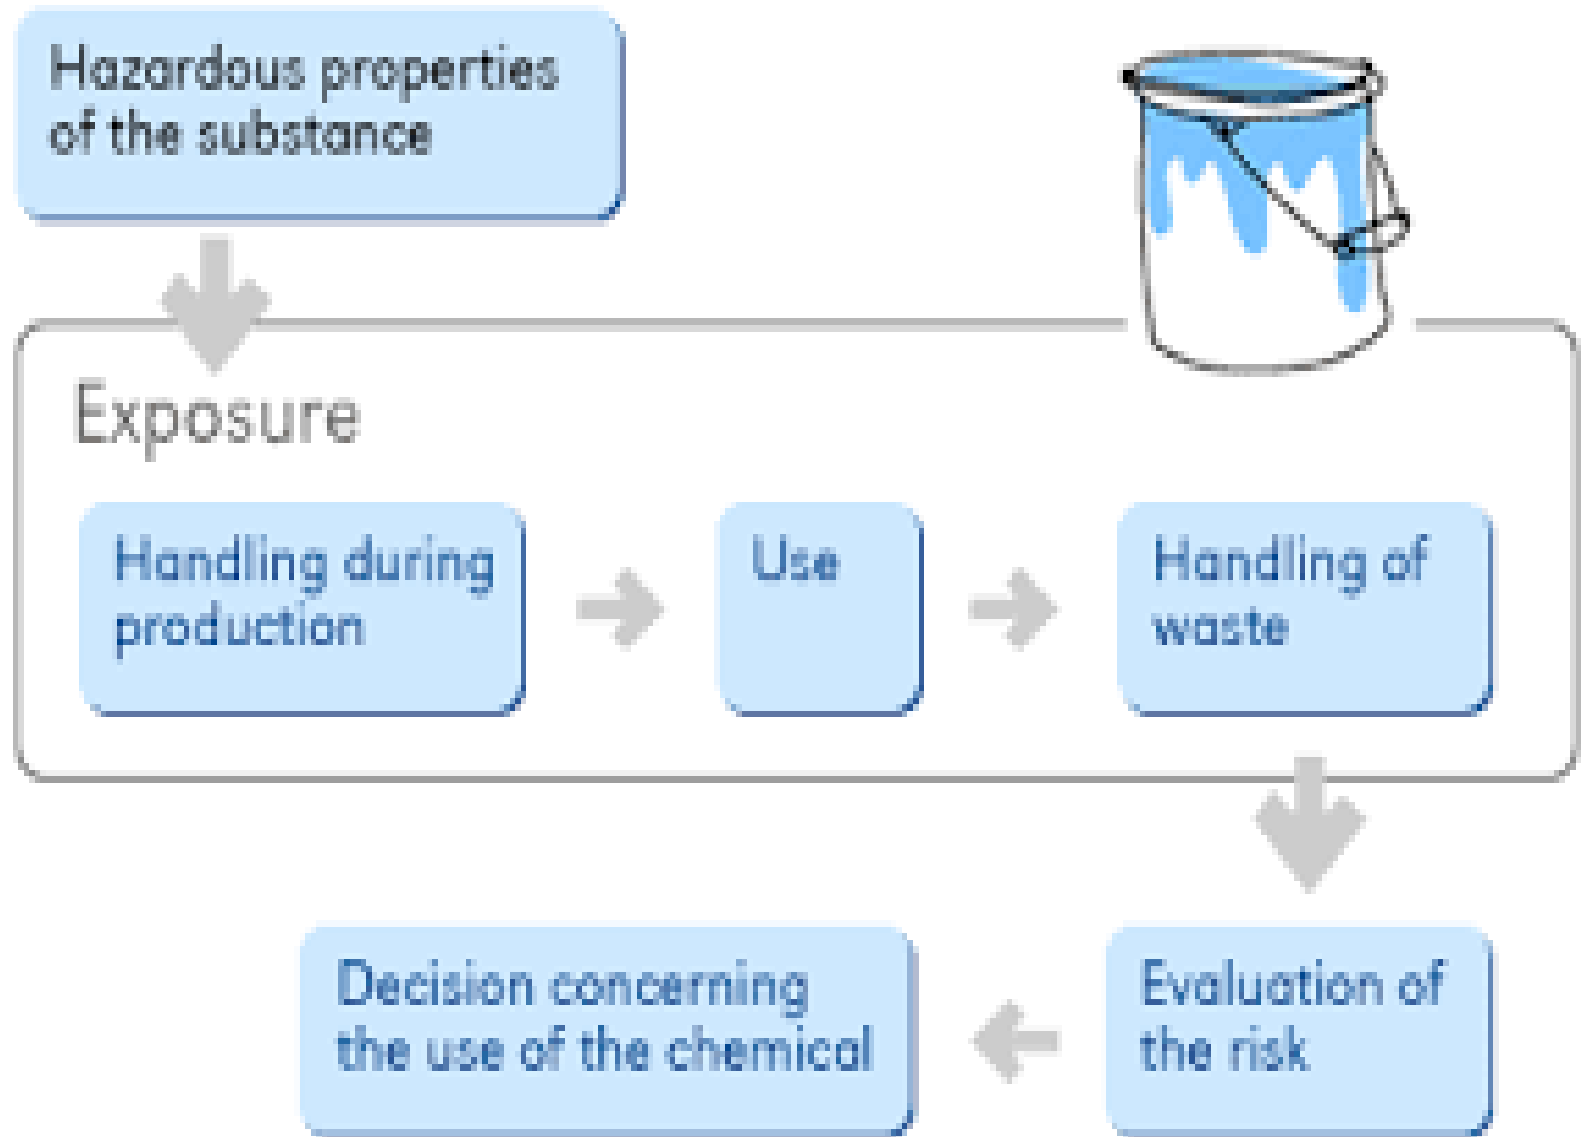 Hazardous properties
of the substance
Exposure
Handling during
production
Use
Handling of
waste
Evaluation of
the risk
Decision concerning
the use of the chemical